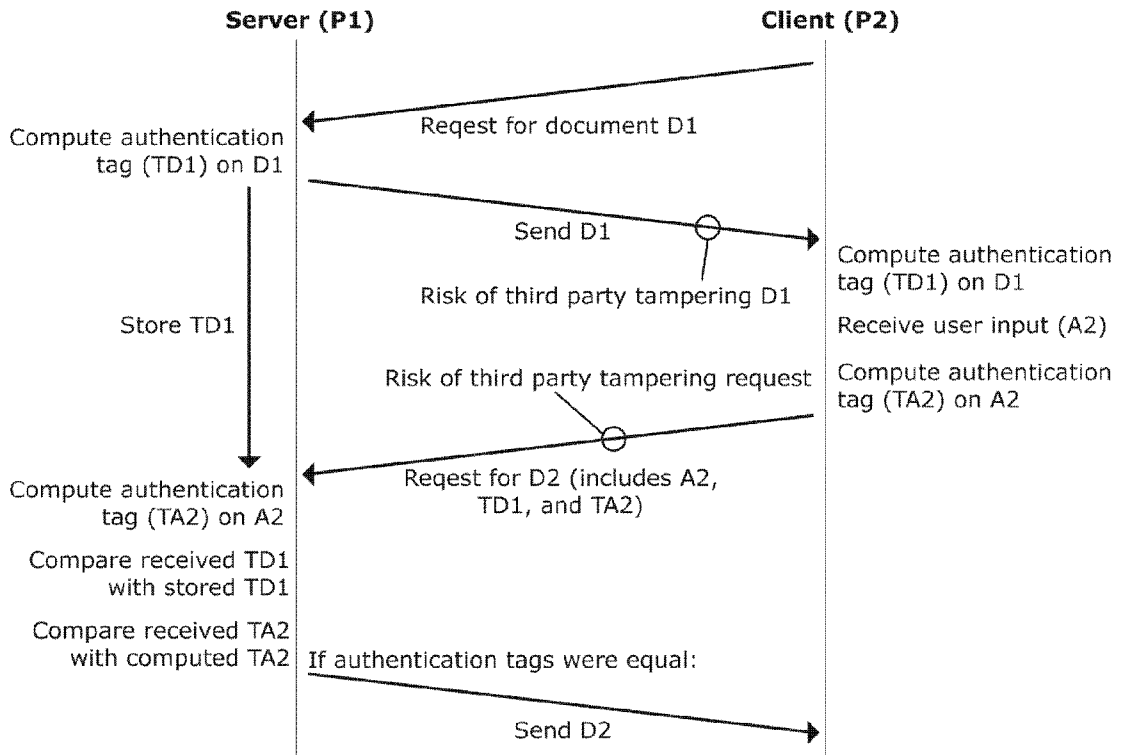 Server (P1)
Client (P2)
Reqest for document D1
Compute authentication
tag (TD1) on D1
Send D1
Compute authentication
tag (TD1) on D1
Risk of third party tampering D1
Store TD1
Receive user input (A2)
Risk of third party tampering request
Compute authentication
tag (TA2) on A2
Reqest for D2 (includes A2,
TD1, and TA2)
Compute authentication
tag (TA2) on A2
Compare received TD1
with stored TD1
Compare received TA2
with computed TA2
If authentication tags were equal:
Send D2